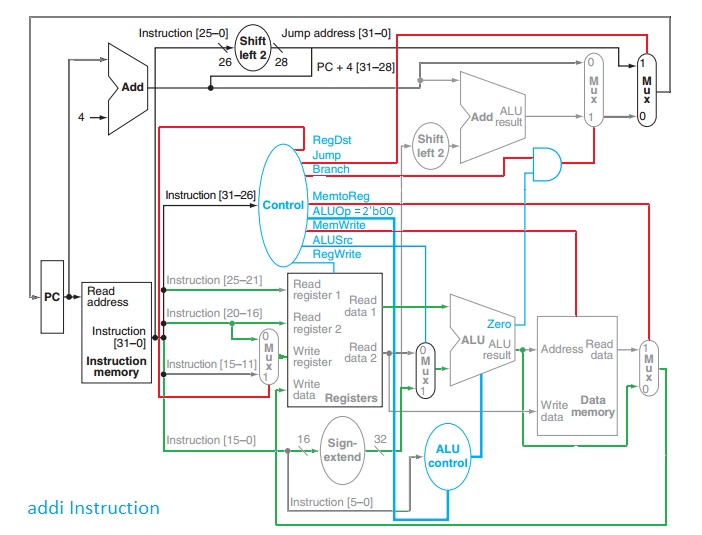 Instruction [25–0]
Jump address [31–0]
Shift
left 2
26
28
PC + 4 [31–28]
Add
4
0
M
u
x
1
1
M
u
x
0
Add
ALU
result
Shift
left 2
RegDst
Jump
Branch
MemtoReg
ALUOp =2'b00
MemWrite
ALUSrc
RegWrite
Instruction [31–26]
Control
PC
Read
address
Instruction
[31–0]
Instruction
memory
Instruction [25–21]
Instruction [20–16]
Instruction [15–11]
0
M
u
x
1
Read
register 1
Read
data 1
Read
register 2
Write
register
Read
data 2
Write
data
Registers
0
M
u
x
1
Zero
ALU
ALU
result
Address
Read
data
Write
data
Data
memory
1
M
u
x
0
Instruction [15–0]
16
Sign-
extend
32
ALU
control
Instruction [5–0]
addi Instruction